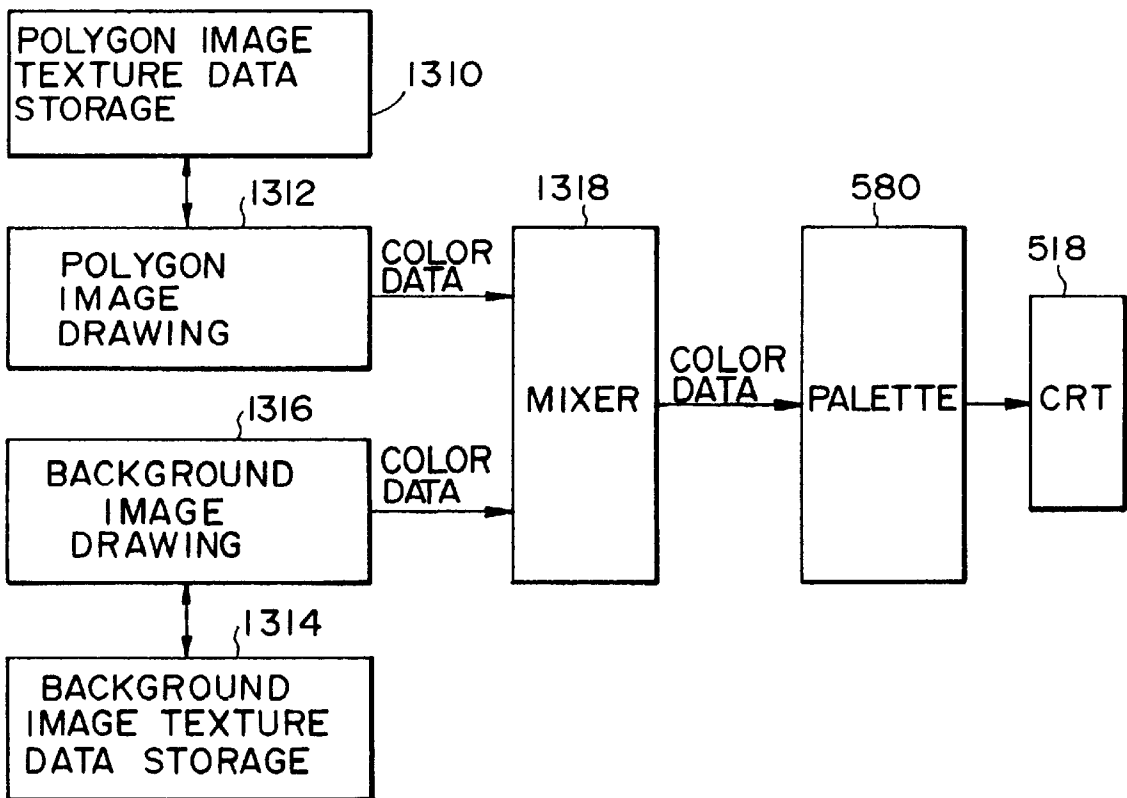 POLYGON IMAGE
TEXTURE DATA
STORAGE
1310
1312
POLYGON
IMAGE
DRAWING
COLOR
DATA
1318
MIXER
580
PALETTE
518
CRT
COLOR
DATA
1316
BACKGROUND
IMAGE
DRAWING
COLOR
DATA
1314
BACKGROUND
IMAGE TEXTURE
DATA STORAGE